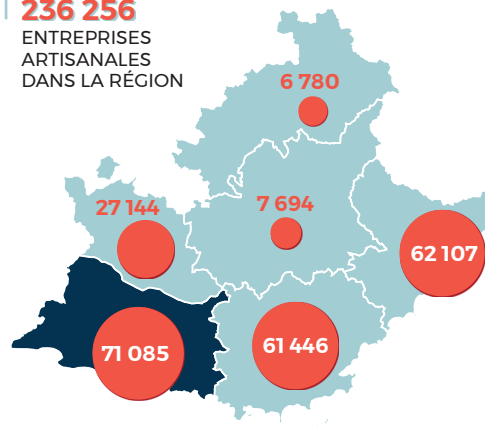 236 256
ENTREPRISES
ARTISANALES
DANS LA RÉGION
6 780
27 144
7 694
62 107
71 085
61 446